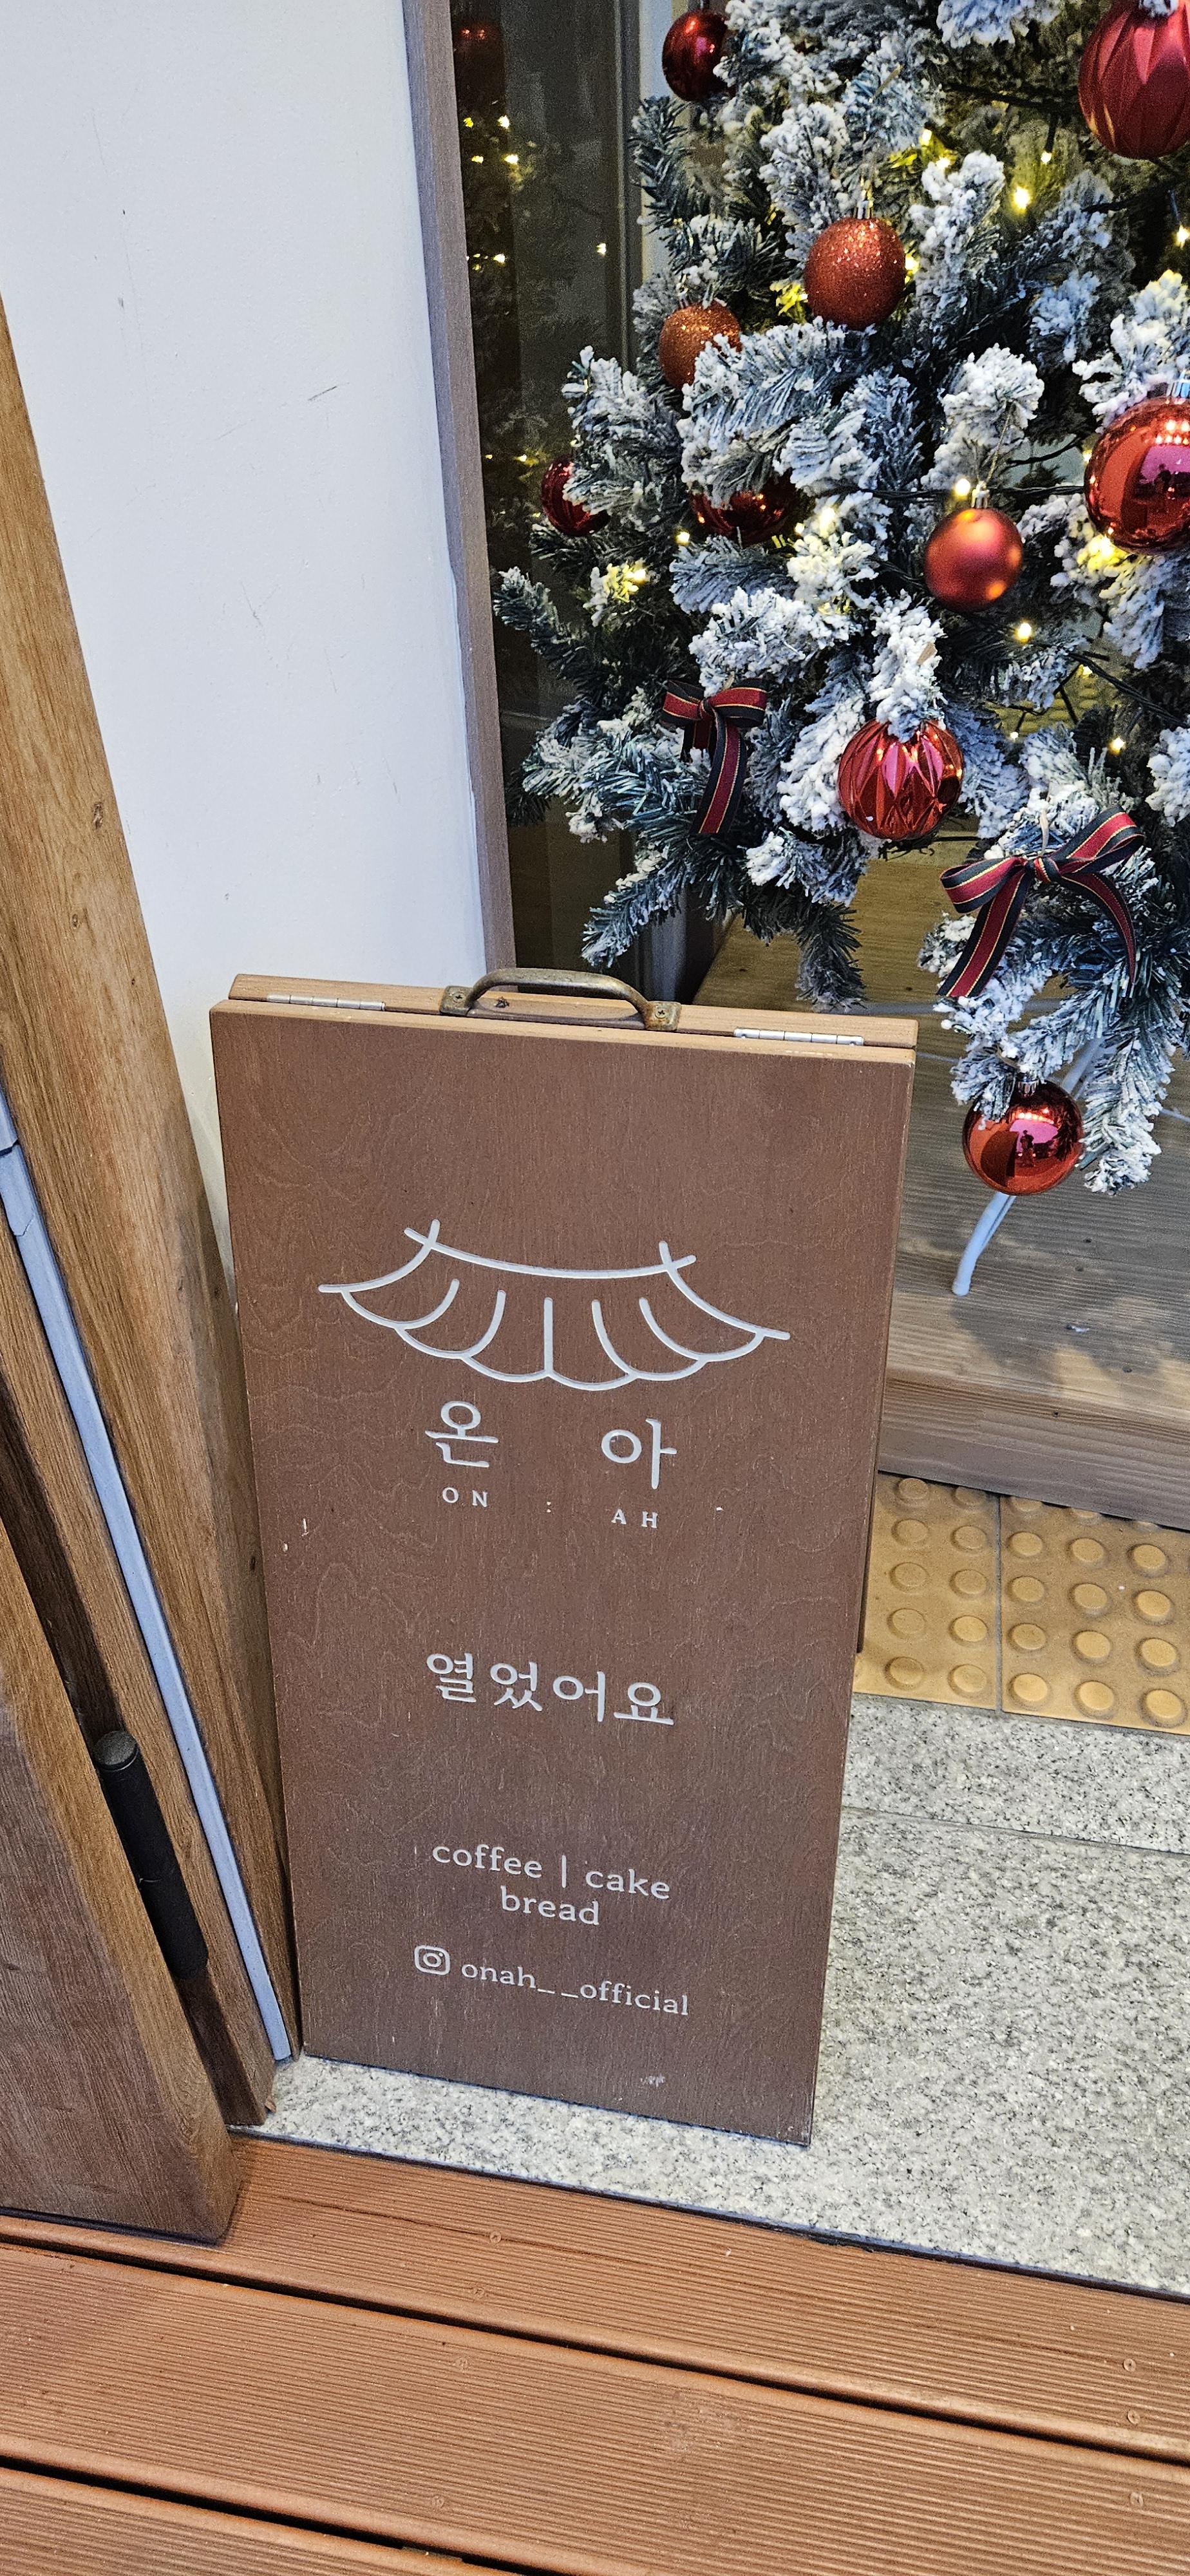 온 아
ON AH
열었어요
coffee | cake
bread
onah__official